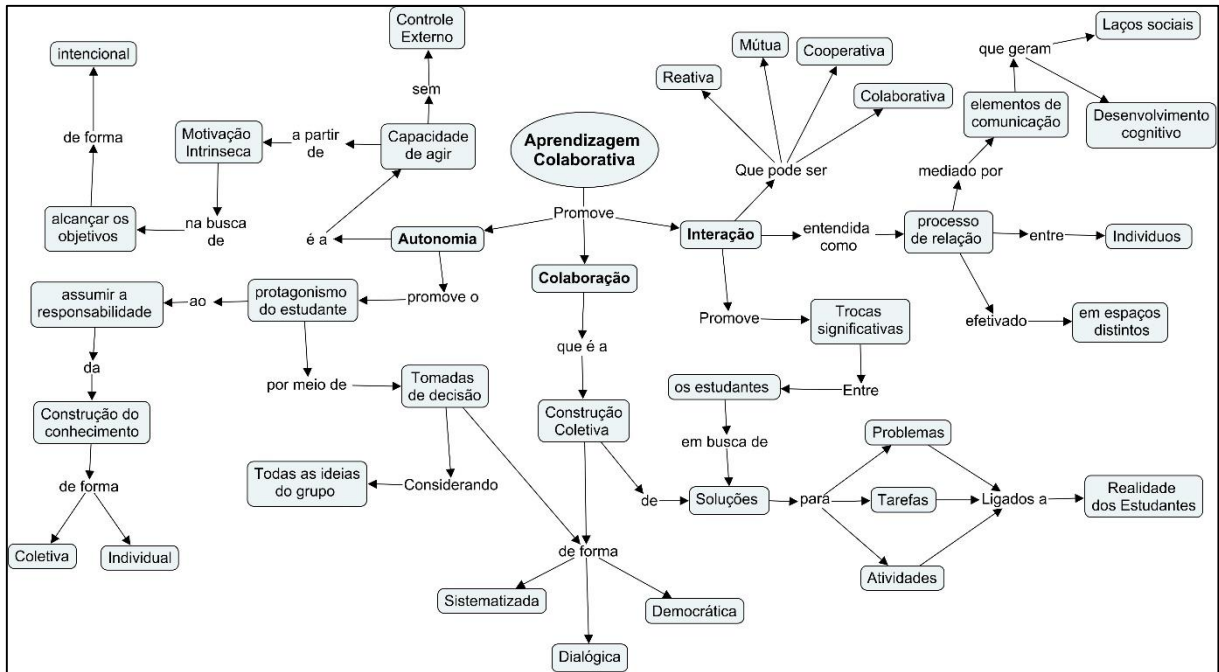 Controle
Externo
Laços sociais
intencional
Mútua
Cooperativa
que geram
Reativa
sem
Colaborativa
elementos de
comunicação
Desenvolvimento
cognitivo
de forma
Motivação
Intrinseca
a partir
de
Capacidade
de agir
Aprendizagem
Colaborativa
Que pode ser
mediado por
alcançar os
objetivos
na busca
de
é a
Autonomia
Promove
Interação
entendida
como
processo
de relação
entre
Individuos
Colaboração
assumir a
responsabilidade
ao
protagonismo
do estudante
promove o
Promove
Trocas
significativas
efetivado
em espaços
distintos
que é a
da
por meio de
Tomadas
de decisão
os estudantes
Entre
Construção do
conhecimento
Construção
Coletiva
em busca de
Problemas
de forma
Todas as ideias
do grupo
Considerando
de
Soluções
pará
Tarefas
Ligados a
Realidade
dos Estudantes
Coletiva
Individual
de forma
Atividades
Sistematizada
Democrática
Dialógica